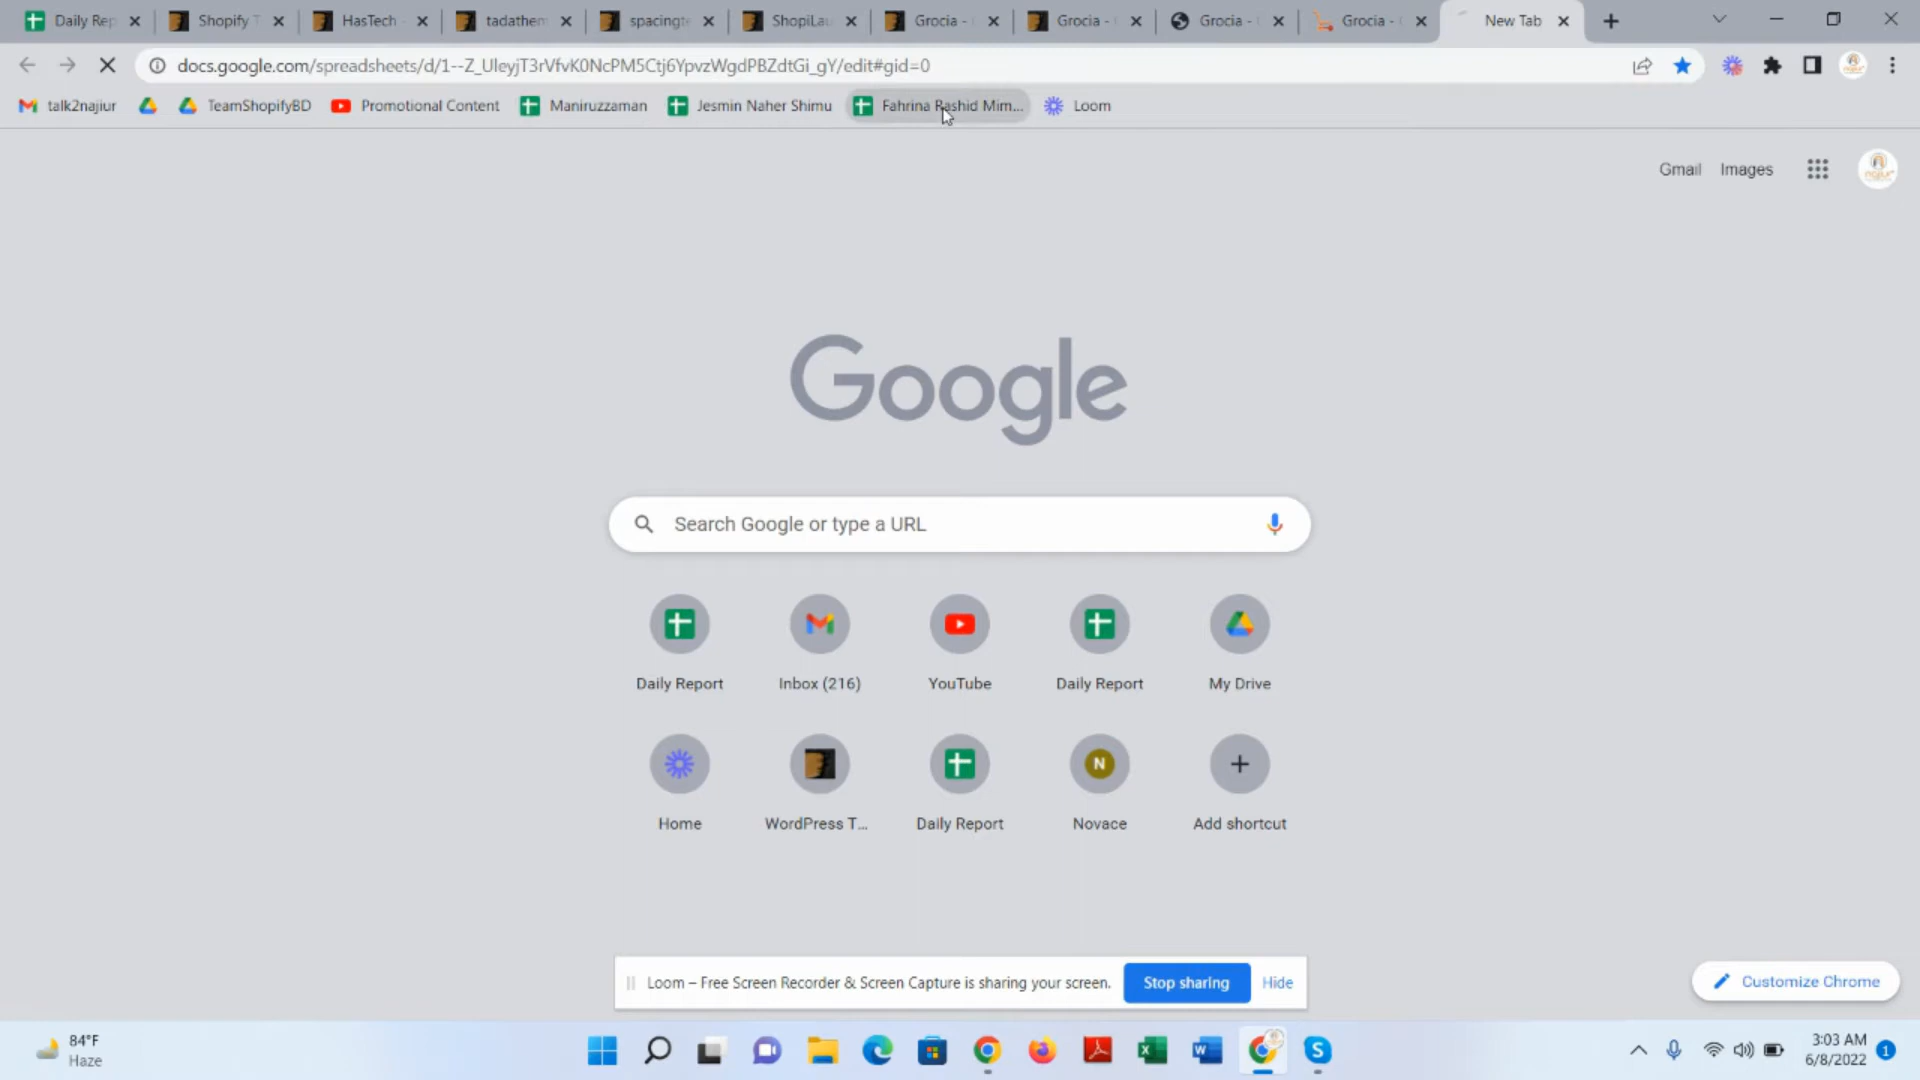 Daily Rep
Shopify T
HasTech -
tadathem
spacingte
ShopiLau
Grocia - G
Grocia - G
Grocia - G
Grocia - G
New Tab
docs.google.com/spreadsheets/d/1--Z_UleyjT3rVfvK0NcPM5Ctj6YpvzWgdPBZdtGi_gY/edit#gid=0
talk2najiur
TeamShopifyBD
Promotional Content
Maniruzzaman
Jesmin Naher Shimu
Fahrina Rashid Mim...
Loom
Gmail
Images
Google
Search Google or type a URL
Daily Report
Inbox (216)
YouTube
Daily Report
My Drive
N
Home
WordPress T...
Daily Report
Novace
Add shortcut
Loom – Free Screen Recorder & Screen Capture is sharing your screen.
Stop sharing
Hide
Customize Chrome
84°F
Haze
3:03 AM
6/8/2022
1